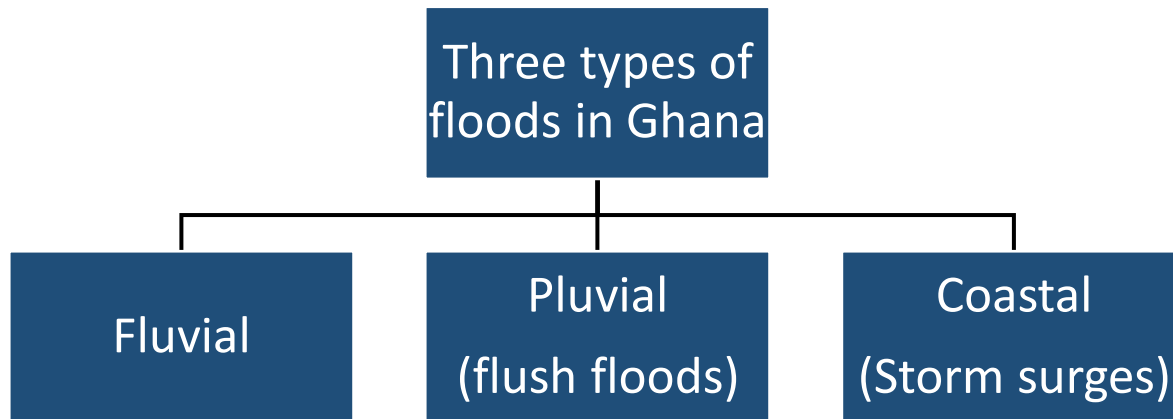 Three types of
floods in Ghana
Fluvial
Pluvial
(flush floods)
Coastal
(Storm surges)